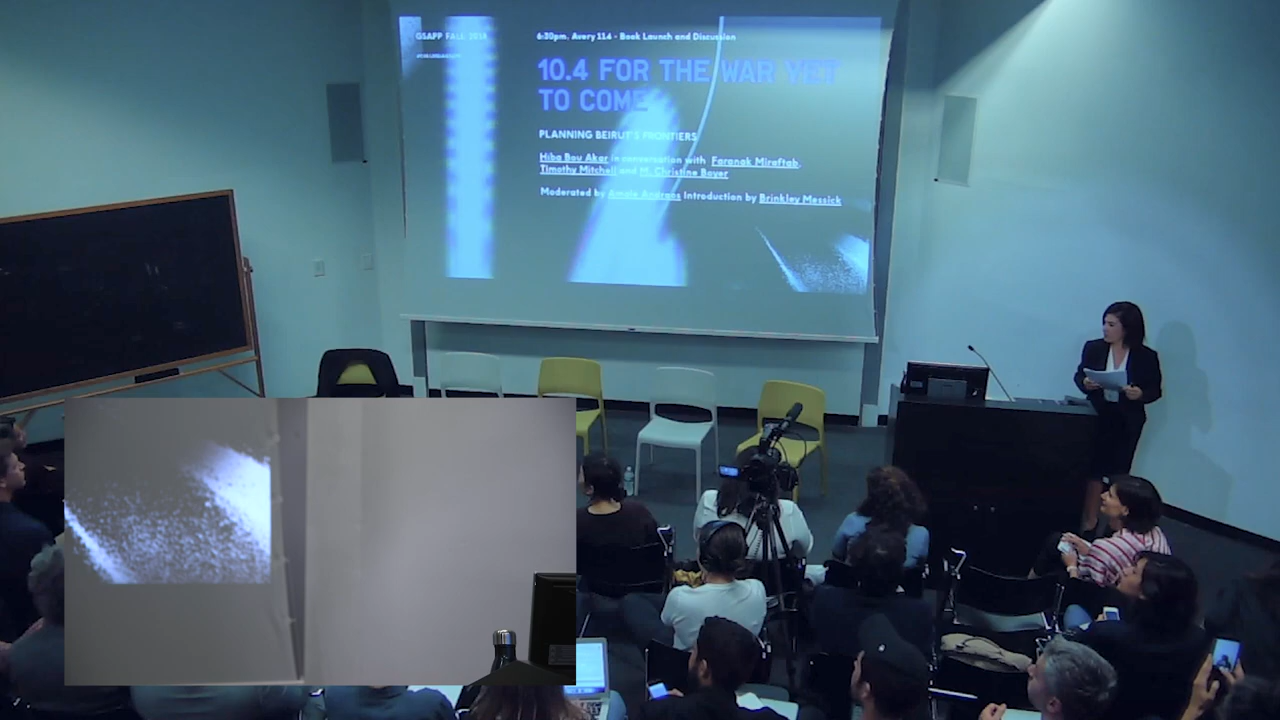 GSAPP FALL 2018
6:30pm, Avery 114 - Book Launch and Discussion
10.4 FOR THE WAR YET
TO COME
PLANNING BEIRUT'S FRONTIERS
Hiba Bou Akar in conversation with Faranak Miraftab,
Timothy Mitchell and M. Christine Boyer
Moderated by Amale Andraos Introduction by Brinkley Messick